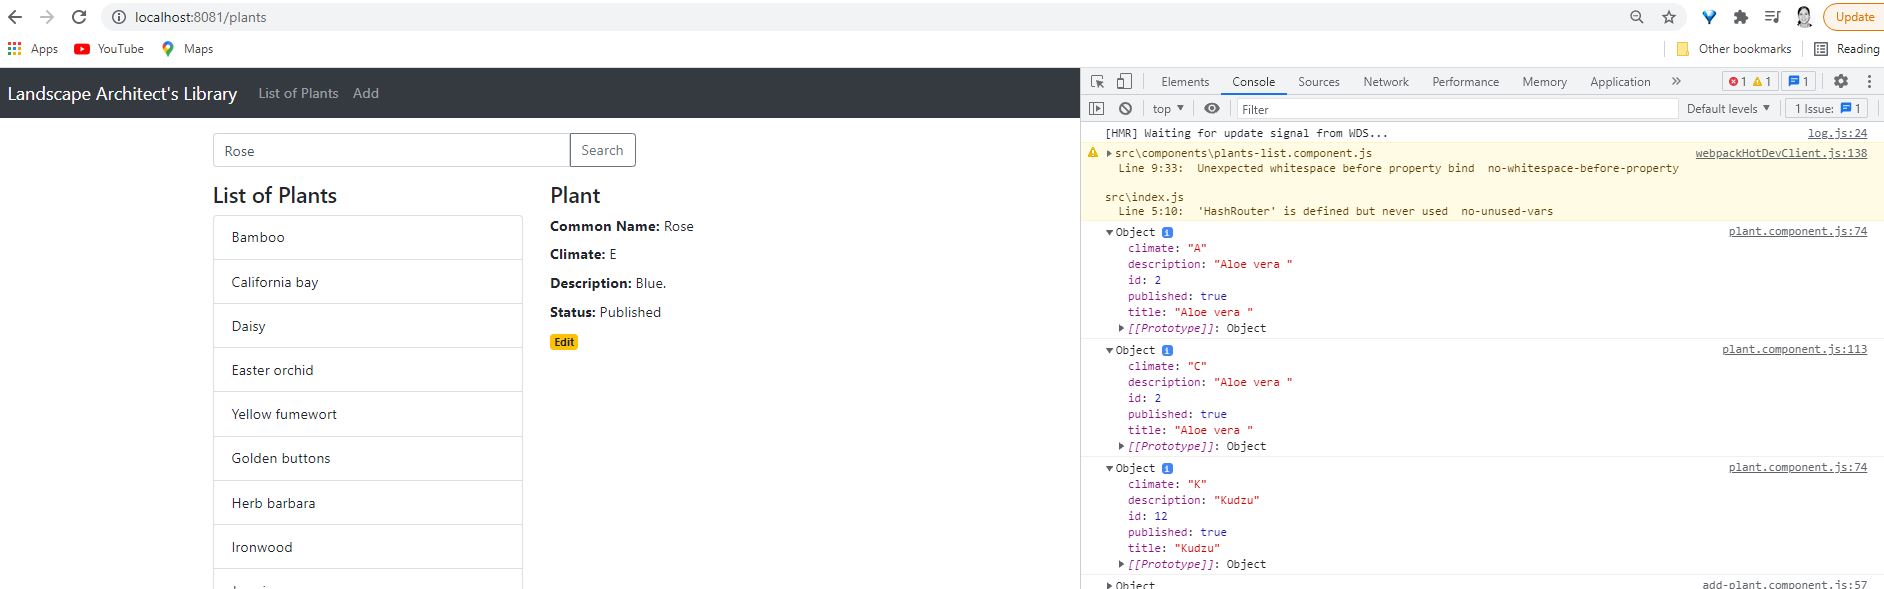 localhost:8081/plants
Update
Apps YouTube Maps
Other bookmarks Reading
Landscape Architect's Library List of Plants Add
Rose Search
List of Plants
Bamboo
California bay
Daisy
Easter orchid
Yellow fumewort
Golden buttons
Herb barbara
Ironwood
Plant
Common Name: Rose
Climate: E
Description: Blue.
Status: Published
Edit
Elements Console Sources Network Performance Memory Application » 1 1 1
top Filter Default levels 1 Issue: 1
[HMR] Waiting for update signal from WDS... log.js:24
src\components\plants-list.component.js webpackHotDevClient.js:138
Line 9:33: Unexpected whitespace before property bind no-whitespace-before-property
src\index.js
Line 5:10: 'HashRouter' is defined but never used no-unused-vars
Object i plant.component.js:74
climate: "A"
description: "Aloe vera "
id: 2
published: true
title: "Aloe vera "
[[Prototype]]: Object
Object i plant.component.js:113
climate: "C"
description: "Aloe vera "
id: 2
published: true
title: "Aloe vera "
[[Prototype]]: Object
Object i plant.component.js:74
climate: "K"
description: "Kudzu"
id: 12
published: true
title: "Kudzu"
[[Prototype]]: Object
Object add-plant.component.js:57